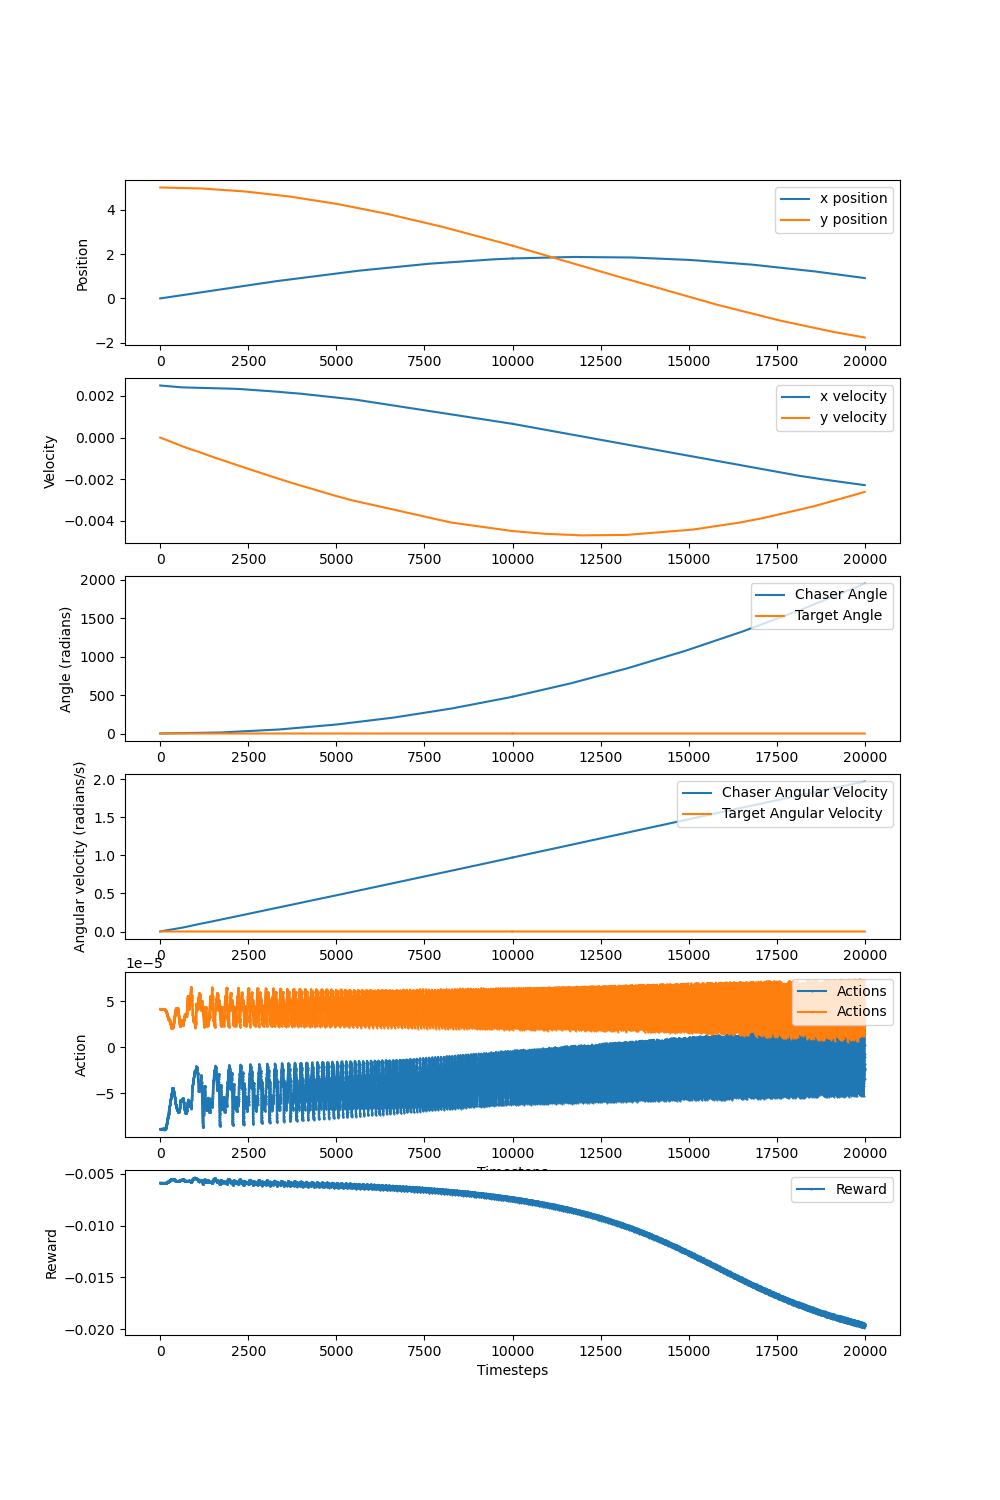 x position
y position
Position
4
2
0
−2
0 2500 5000 7500 10000 12500 15000 17500 20000
x velocity
y velocity
Velocity
0.002
0.000
−0.002
−0.004
0 2500 5000 7500 10000 12500 15000 17500 20000
Chaser Angle
Target Angle
Angle (radians)
2000
1500
1000
500
0
0 2500 5000 7500 10000 12500 15000 17500 20000
Chaser Angular Velocity
Target Angular Velocity
Angular velocity (radians/s)
2.0
1.5
1.0
0.5
0.0
0 2500 5000 7500 10000 12500 15000 17500 20000
1e−5
Actions
Actions
Action
5
0
−5
0 2500 5000 7500 10000 12500 15000 17500 20000
Timesteps
Reward
Reward
−0.005
−0.010
−0.015
−0.020
0 2500 5000 7500 10000 12500 15000 17500 20000
Timesteps